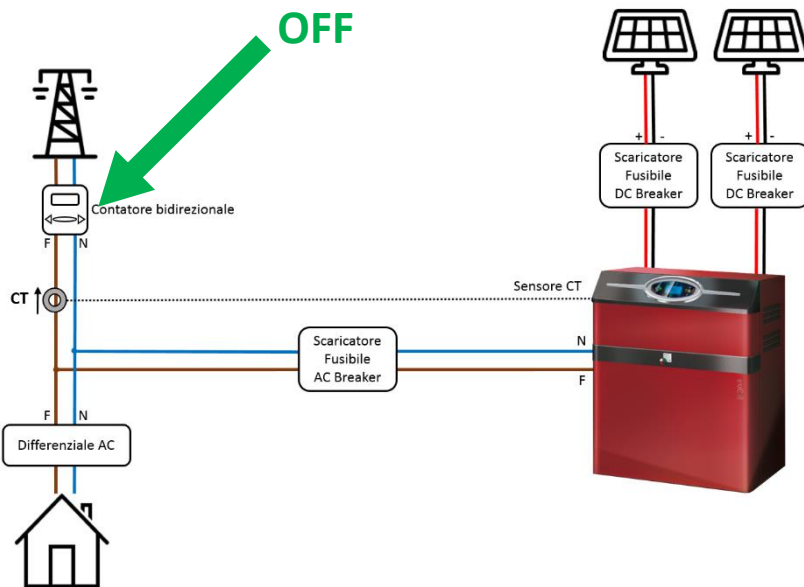 OFF
+ -
+ -
Scaricatore
Fusibile
DC Breaker
Scaricatore
Fusibile
DC Breaker
Contatore bidirezionale
F N
CT
Sensore CT
Scaricatore
Fusibile
AC Breaker
N
F
F N
Differenziale AC